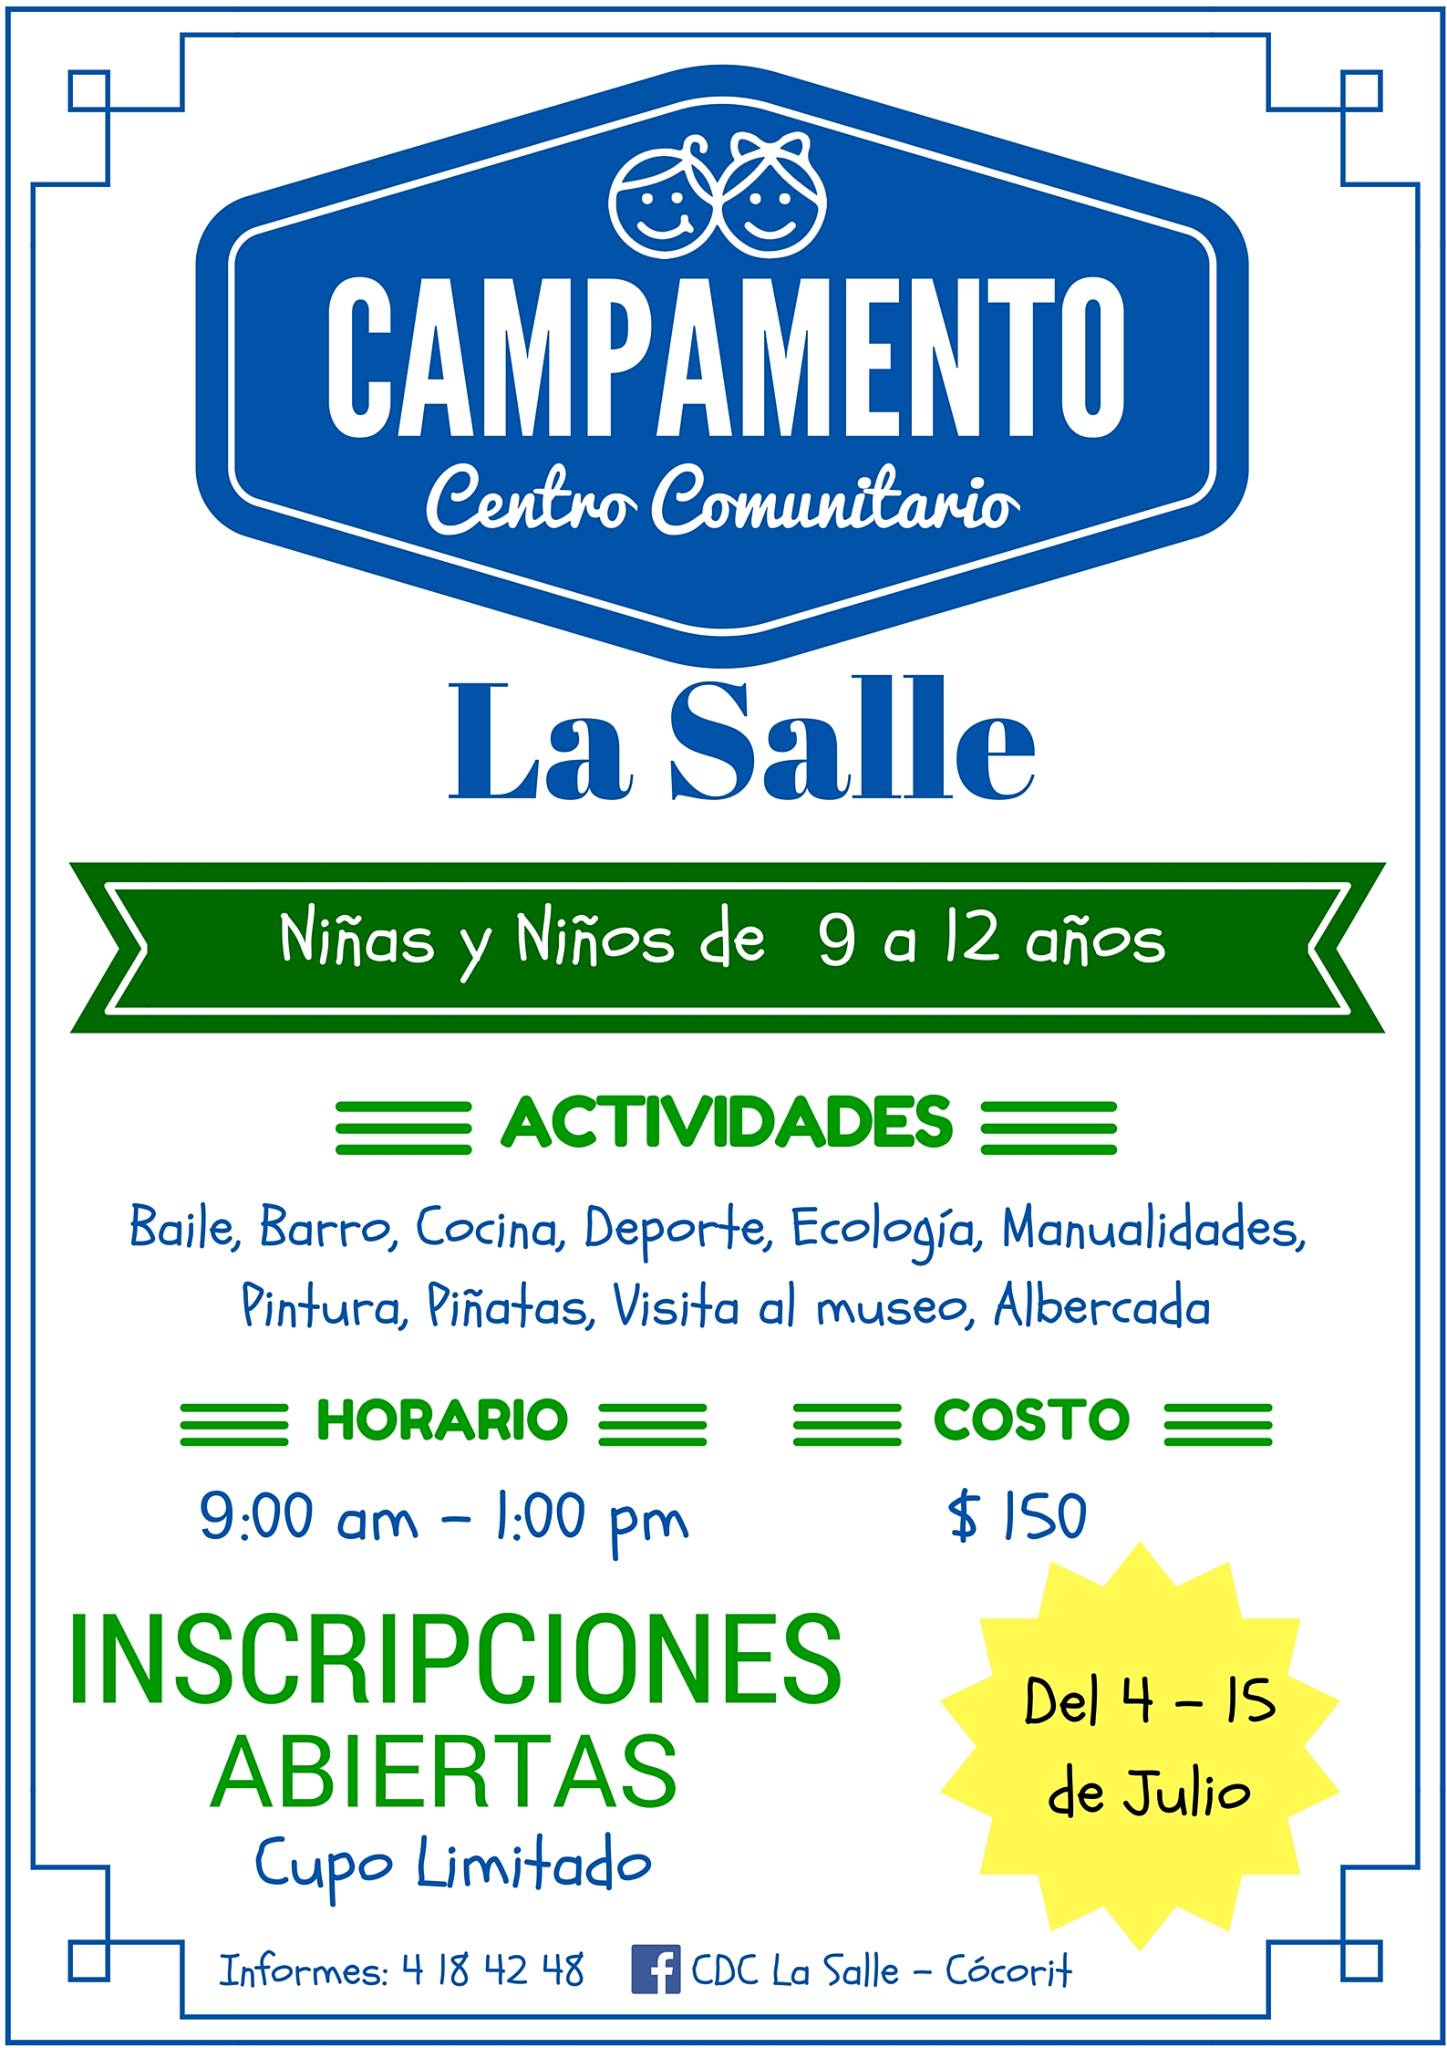 CAMPAMENTO
Centro Comunitario
La Salle
Niñas y Niños de 9 a 12 años
ACTIVIDADES
Baile, Barro, Cocina, Deporte, Ecología, Manualidades,
Pintura, Piñatas, Visita al museo, Albercada
HORARIO
9:00 am - 1:00 pm
COSTO
$ 150
INSCRIPCIONES
ABIERTAS
Cupo Limitado
Del 4 - 15
de Julio
Informes: 4 18 42 48
f CDC La Salle - Cócorit